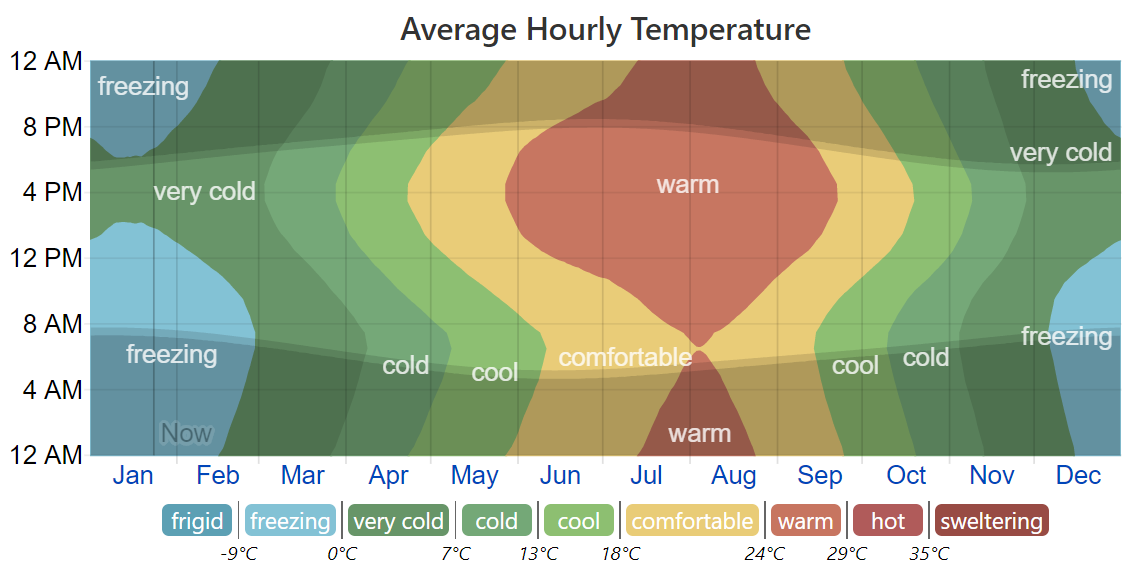 Average Hourly Temperature
12 AM
freezing
freezing
8 PM
very cold
4 PM
very cold
warm
12 PM
8 AM
freezing
freezing
cold
cool
comfortable
cool
cold
4 AM
Now
warm
12 AM
Jan Feb Mar Apr May Jun Jul Aug Sep Oct Nov Dec
frigid freezing very cold cold cool comfortable warm hot sweltering
-9°C 0°C 7°C 13°C 18°C 24°C 29°C 35°C